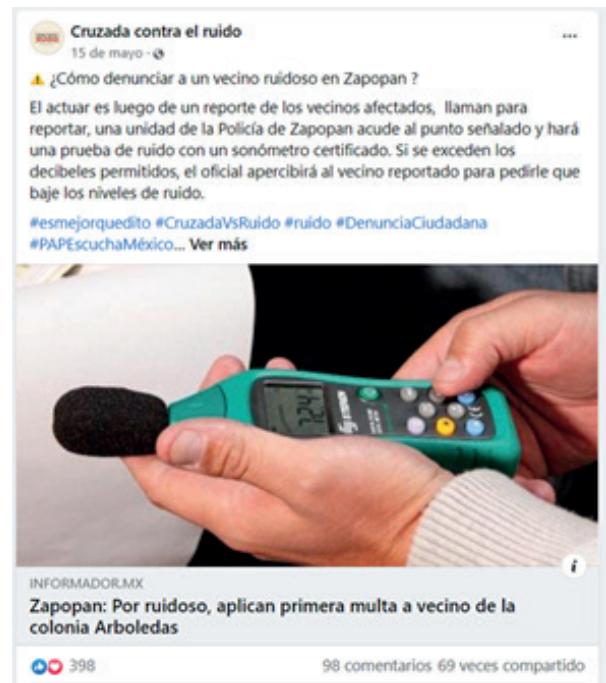 Cruzada contra el ruido
15 de mayo ·
¿Cómo denunciar a un vecino ruidoso en Zapopan ?
El actuar es luego de un reporte de los vecinos afectados, llaman para
reportar, una unidad de la Policía de Zapopan acude al punto señalado y hará
una prueba de ruido con un sonómetro certificado. Si se exceden los
decibeles permitidos, el oficial apercibirá al vecino reportado para pedirle que
baje los niveles de ruido.
#esmejorquedito #CruzadaVsRuido #ruido #DenunciaCiudadana
#PAPEscuchaMéxico... Ver más
INFORMADOR.MX
Zapopan: Por ruidoso, aplican primera multa a vecino de la
colonia Arboledas
398
98 comentarios 69 veces compartido